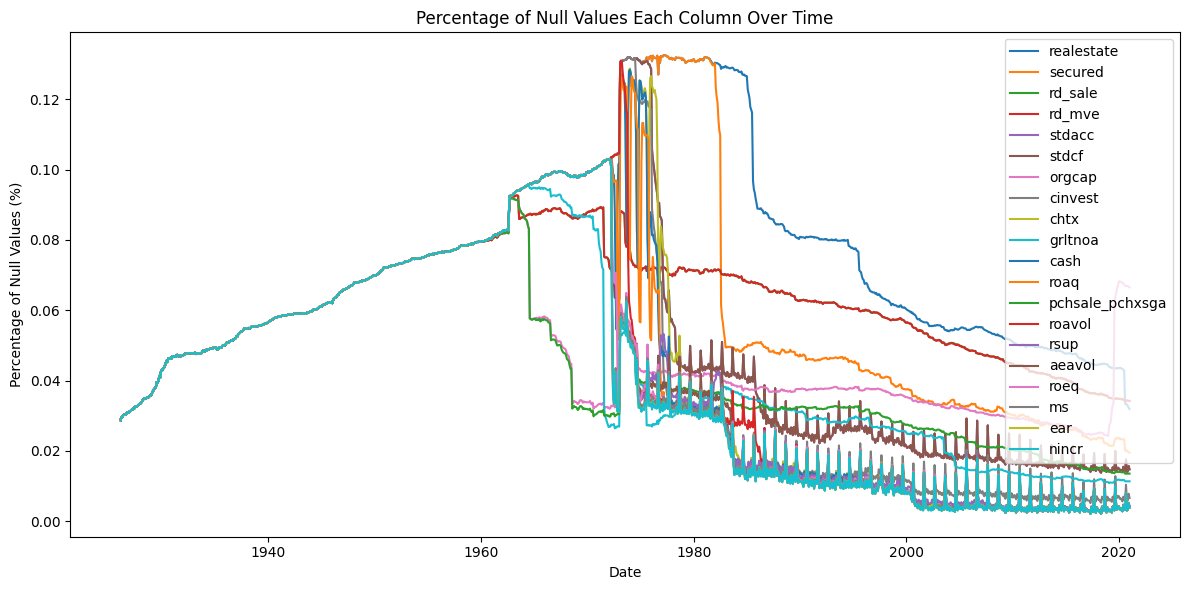 Percentage of Null Values Each Column Over Time
Percentage of Null Values (%)
0.12
0.10
0.08
0.06
0.04
0.02
0.00
1940
1960
1980
2000
2020
Date
realestate
secured
rd_sale
rd_mve
stdacc
stdcf
orgcap
cinvest
chtx
grltnoa
cash
roaq
pchsale_pchxsga
roavol
rsup
aeavol
roeq
ms
ear
nincr